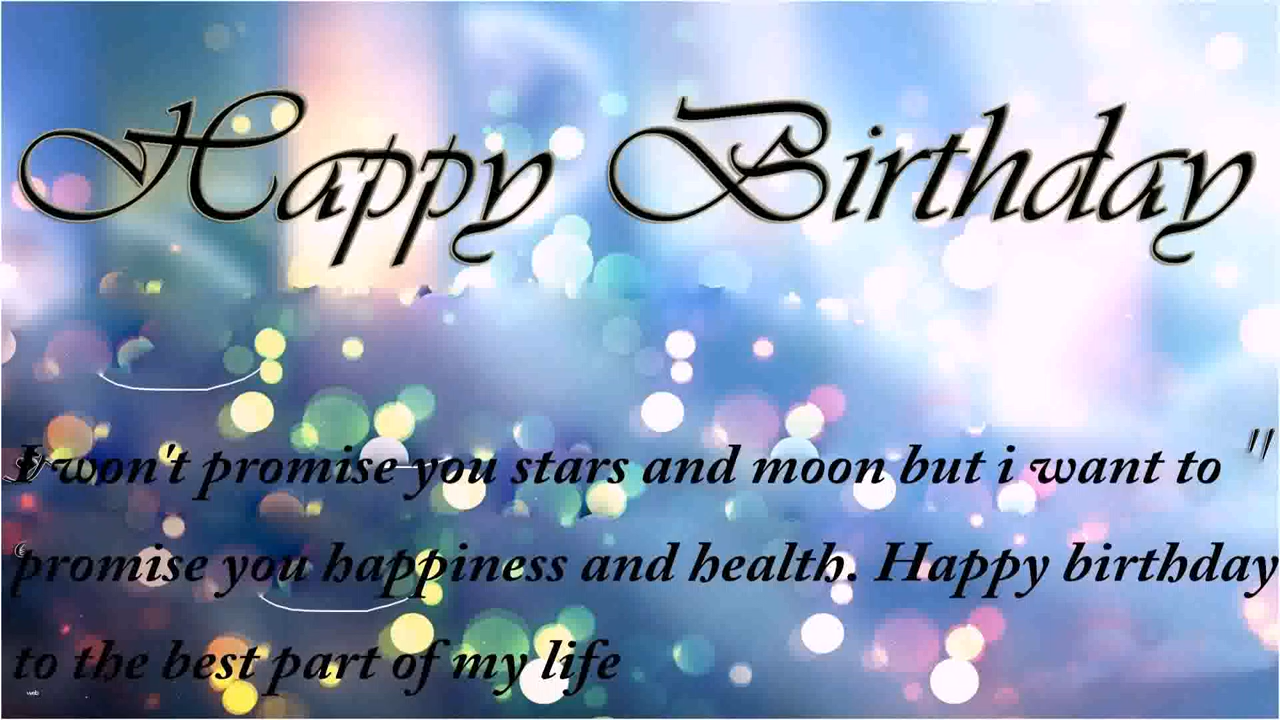 Happy Birthday
I won't promise you stars and moon but i want to "
promise you happiness and health. Happy birthday
to the best part of my life
web